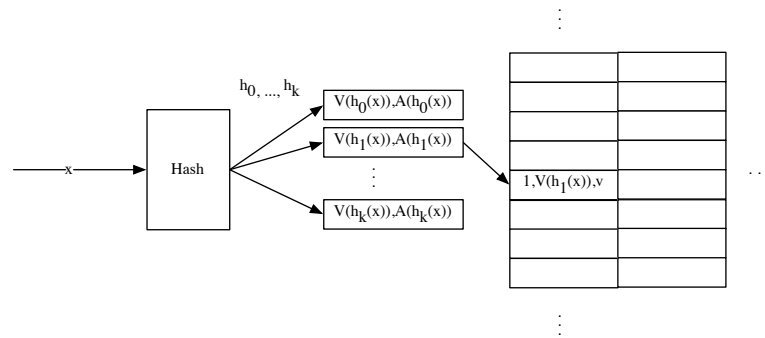 h0, ..., hk
V(h0(x)),A(h0(x))
V(h1(x)),A(h1(x))
x
Hash
1,V(h1(x)),v
V(hk(x)),A(hk(x))